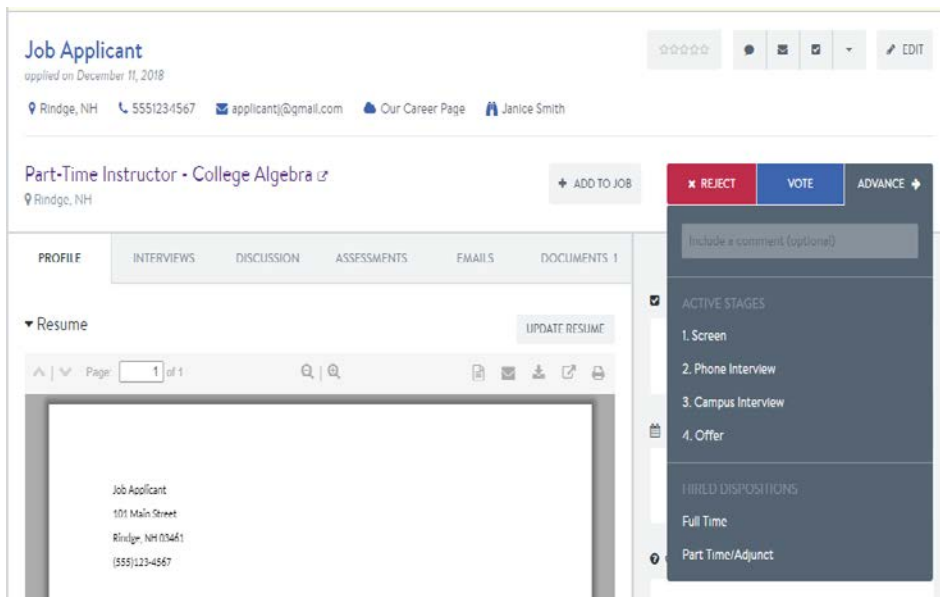 Job Applicant
applied on December 11, 2018
EDIT
Rindge, NH 5551234567 applicantj@gmail.com Our Career Page Janice Smith
Part-Time Instructor - College Algebra
Rindge, NH
+ ADD TO JOB
× REJECT VOTE ADVANCE
Include a comment (optional)
PROFILE INTERVIEWS DISCUSSION ASSESSMENTS EMAILS DOCUMENTS 1
ACTIVE STAGES
1. Screen
2. Phone Interview
3. Campus Interview
4. Offer
HIRED DISPOSITIONS
Full Time
Part Time/Adjunct
Resume
UPDATE RESUME
Page: 1 of 1
Job Applicant
101 Main Street
Rindge, NH 03461
(555)123-4567